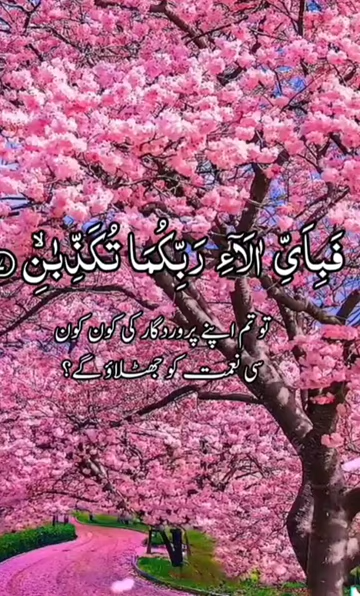 فَبِاَیِّ اٰلَآءِ رَبِّكُمَا تُكَذِّبٰنِۙ
تو تم اپنے پروردگار کی کون کون
سی نعمت کو جھٹلاؤ گے؟